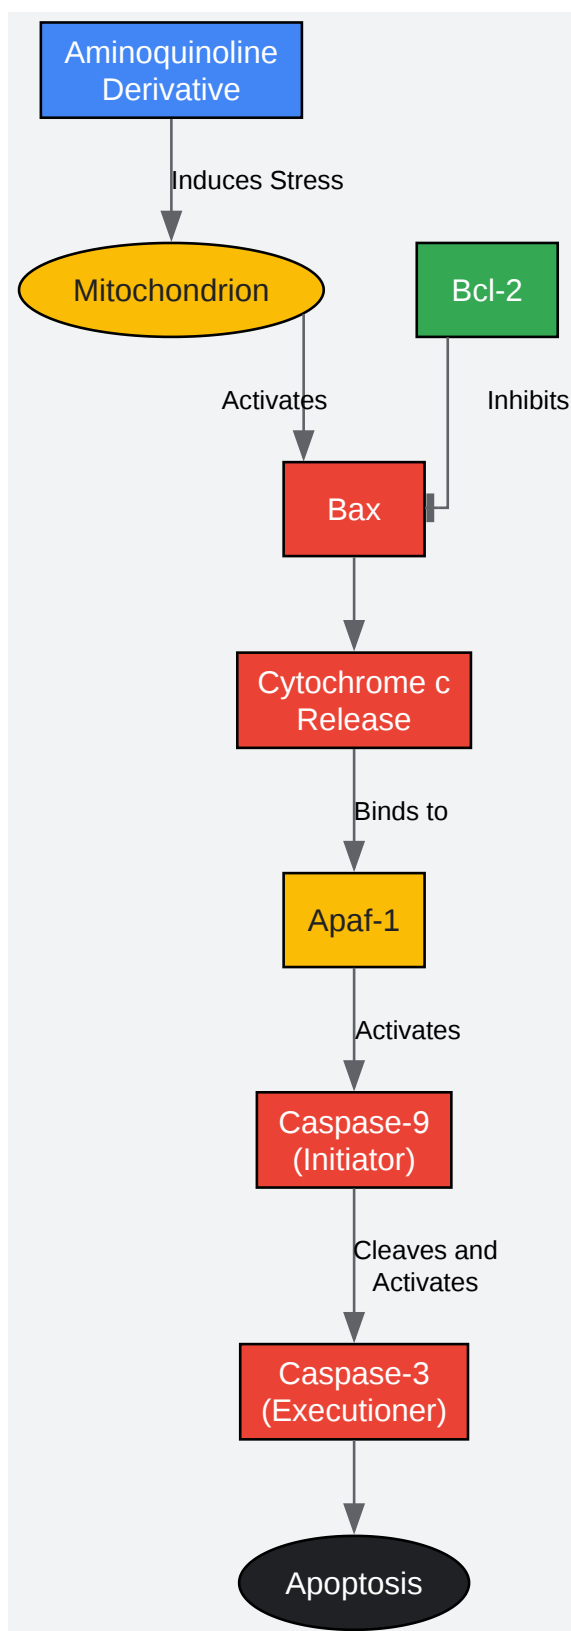 Aminoquinoline
Derivative
Induces Stress
Mitochondrion
Bcl-2
Activates
Inhibits
Bax
Cytochrome c
Release
Binds to
Apaf-1
Activates
Caspase-9
(Initiator)
Cleaves and
Activates
Caspase-3
(Executioner)
Apoptosis